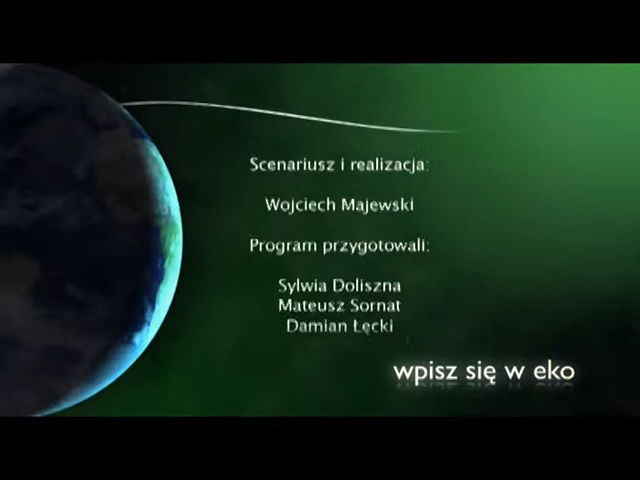 Scenariusz i realizacja:
Wojciech Majewski
Program przygotowali:
Sylwia Doliszna
Mateusz Sornat
Damian Łęcki
wpisz się w eko